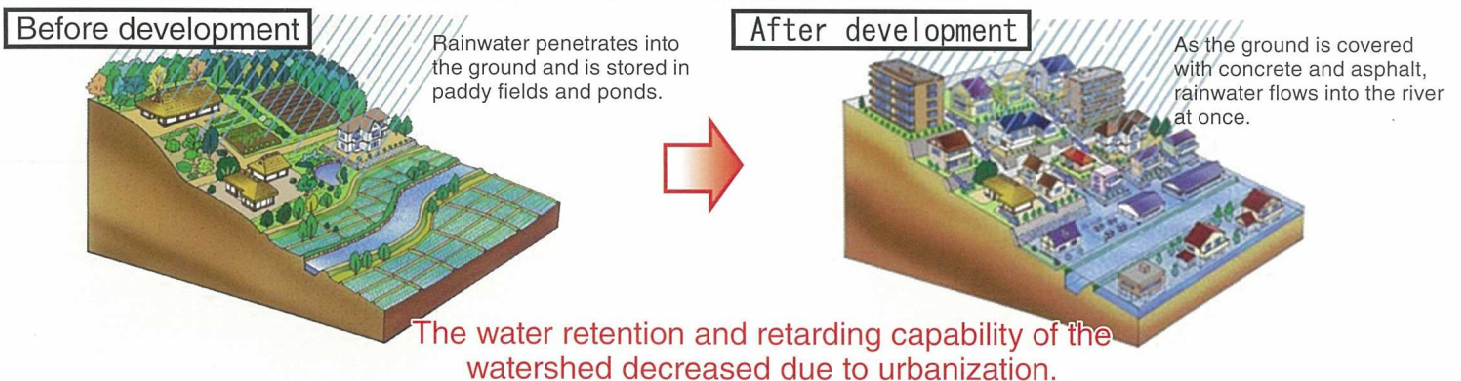 Before development
Rainwater penetrates into
the ground and is stored in
paddy fields and ponds.
After development
As the ground is covered
with concrete and asphalt,
rainwater flows into the river
at once.
The water retention and retarding capability of the
watershed decreased due to urbanization.